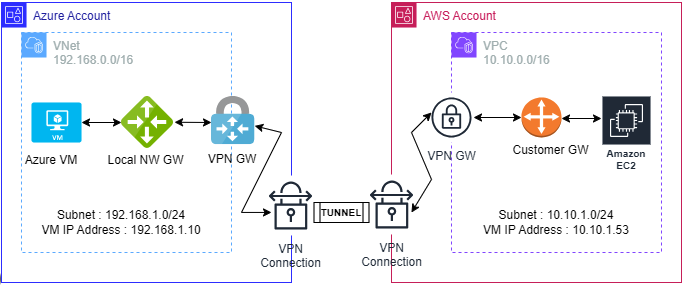 Azure Account
VNet
192.168.0.0/16
VM
Azure VM
Local NW GW
VPN GW
Subnet : 192.168.1.0/24
VM IP Address : 192.168.1.10
VPN
Connection
TUNNEL
VPN
Connection
AWS Account
VPC
10.10.0.0/16
VPN GW
Customer GW
Amazon
EC2
Subnet : 10.10.1.0/24
VM IP Address : 10.10.1.53